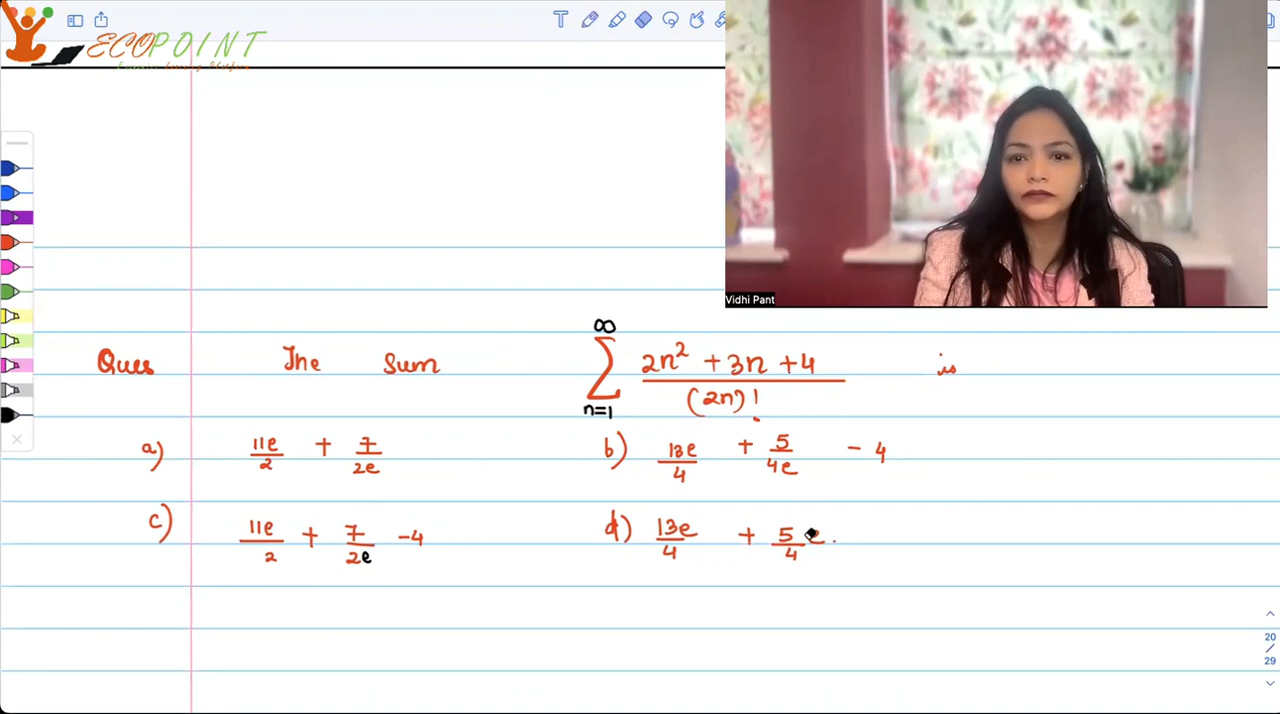 ECOPOINT
Vidhi Pant
Ques The Sum ∞ ∑ n=1 2n² + 3n + 4 / (2n)! is
a) 11e/2 + 7/2e b) 13e/4 + 5/4e - 4
c) 11e/2 + 7/2e - 4 d) 13e/4 + 5/4 e.
20
/
29